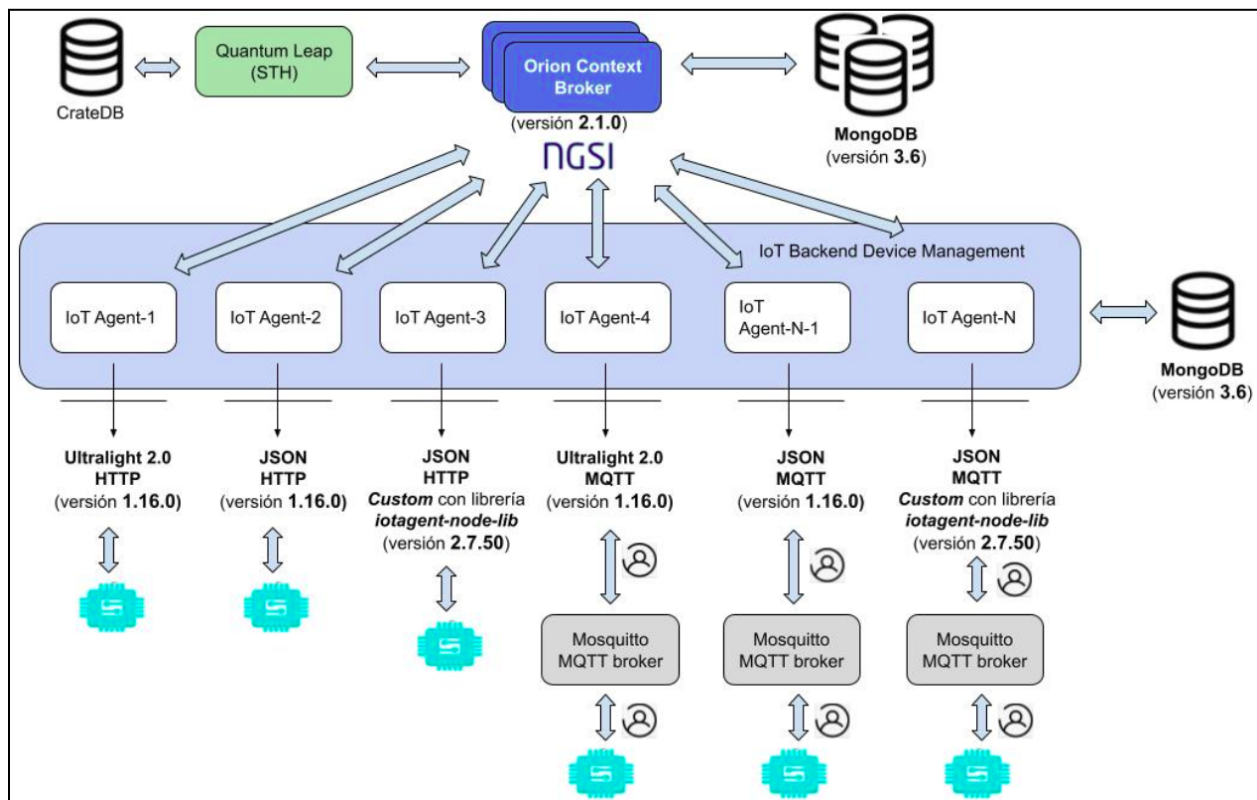 Quantum Leap
(STH)
CrateDB
Orion Context
Broker
(versión 2.1.0)
NGSI
MongoDB
(versión 3.6)
IoT Backend Device Management
IoT Agent-1
IoT Agent-2
IoT Agent-3
IoT Agent-4
IoT
Agent-N-1
IoT Agent-N
MongoDB
(versión 3.6)
Ultralight 2.0
HTTP
(versión 1.16.0)
JSON
HTTP
(versión 1.16.0)
JSON
HTTP
Custom con librería
iotagent-node-lib
(versión 2.7.50)
Ultralight 2.0
MQTT
(versión 1.16.0)
JSON
MQTT
(versión 1.16.0)
JSON
MQTT
Custom con librería
iotagent-node-lib
(versión 2.7.50)
Mosquitto
MQTT broker
Mosquitto
MQTT broker
Mosquitto
MQTT broker